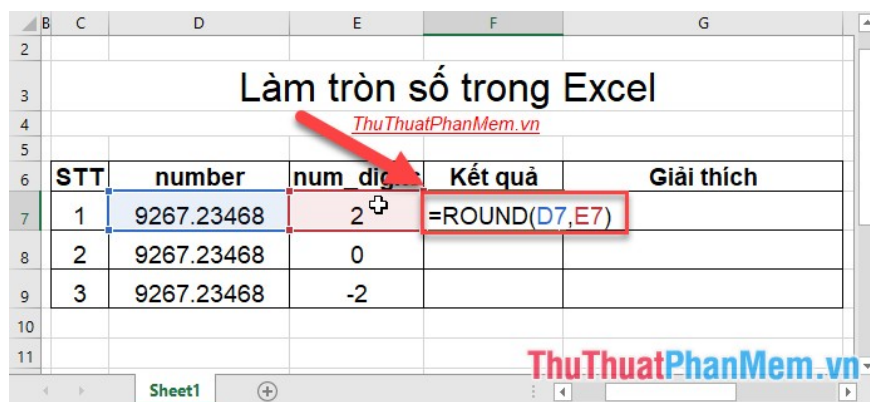 B C D E F G
2
3 Làm tròn số trong Excel
4 ThuThuatPhanMem.vn
5
6 STT number num_digits Kết quả Giải thích
7 1 9267.23468 2 =ROUND(D7,E7)
8 2 9267.23468 0
9 3 9267.23468 -2
10
11 ThuThuatPhanMem.vn
Sheet1